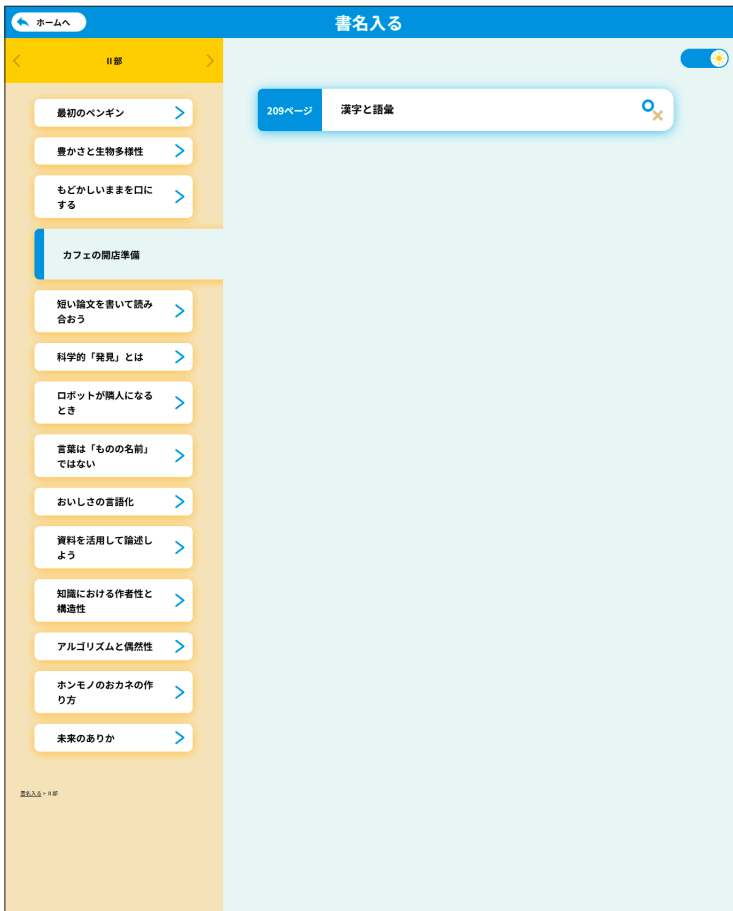 ホームへ
書名入る
II部
最初のペンギン
豊かさと生物多様性
もどかしいままを口に
する
カフェの開店準備
短い論文を書いて読み
合おう
科学的「発見」とは
ロボットが隣人になる
とき
言葉は「ものの名前」
ではない
おいしさの言語化
資料を活用して論述し
よう
知識における作者性と
構造性
アルゴリズムと偶然性
ホンモノのおカネの作
り方
未来のありか
書名入る > II部
209ページ
漢字と語彙